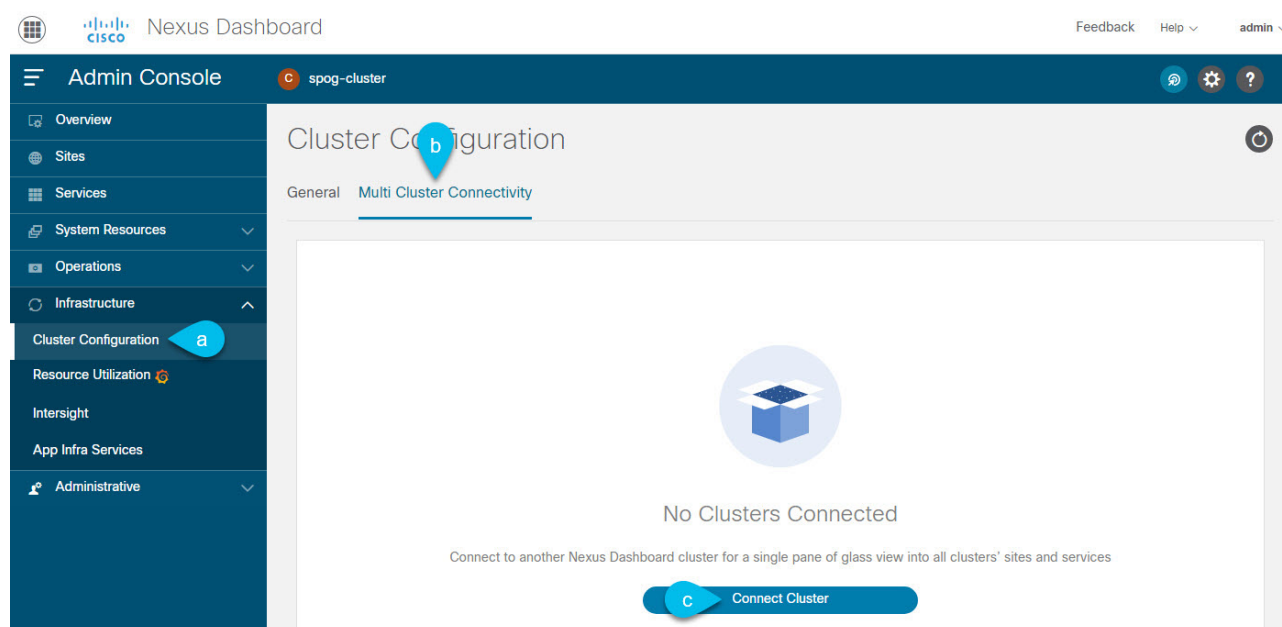 CISCO Nexus Dashboard Feedback Help admin
Admin Console C spog-cluster ?
Overview
Sites
Services
System Resources
Operations
Infrastructure
Cluster Configuration a
Resource Utilization
Intersight
App Infra Services
Administrative
Cluster Co b iguration
General Multi Cluster Connectivity
No Clusters Connected
Connect to another Nexus Dashboard cluster for a single pane of glass view into all clusters' sites and services
c Connect Cluster